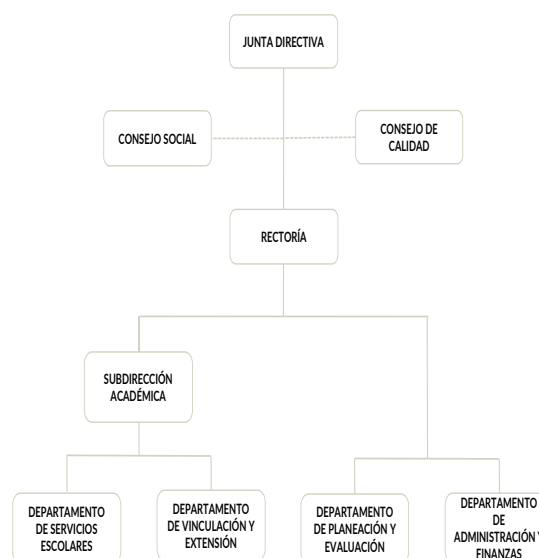 JUNTA DIRECTIVA
CONSEJO SOCIAL
CONSEJO DE
CALIDAD
RECTORÍA
SUBDIRECCIÓN
ACADÉMICA
DEPARTAMENTO
DE SERVICIOS
ESCOLARES
DEPARTAMENTO
DE VINCULACIÓN Y
EXTENSIÓN
DEPARTAMENTO
DE PLANEACIÓN Y
EVALUACIÓN
DEPARTAMENTO
DE
ADMINISTRACIÓN Y
FINANZAS